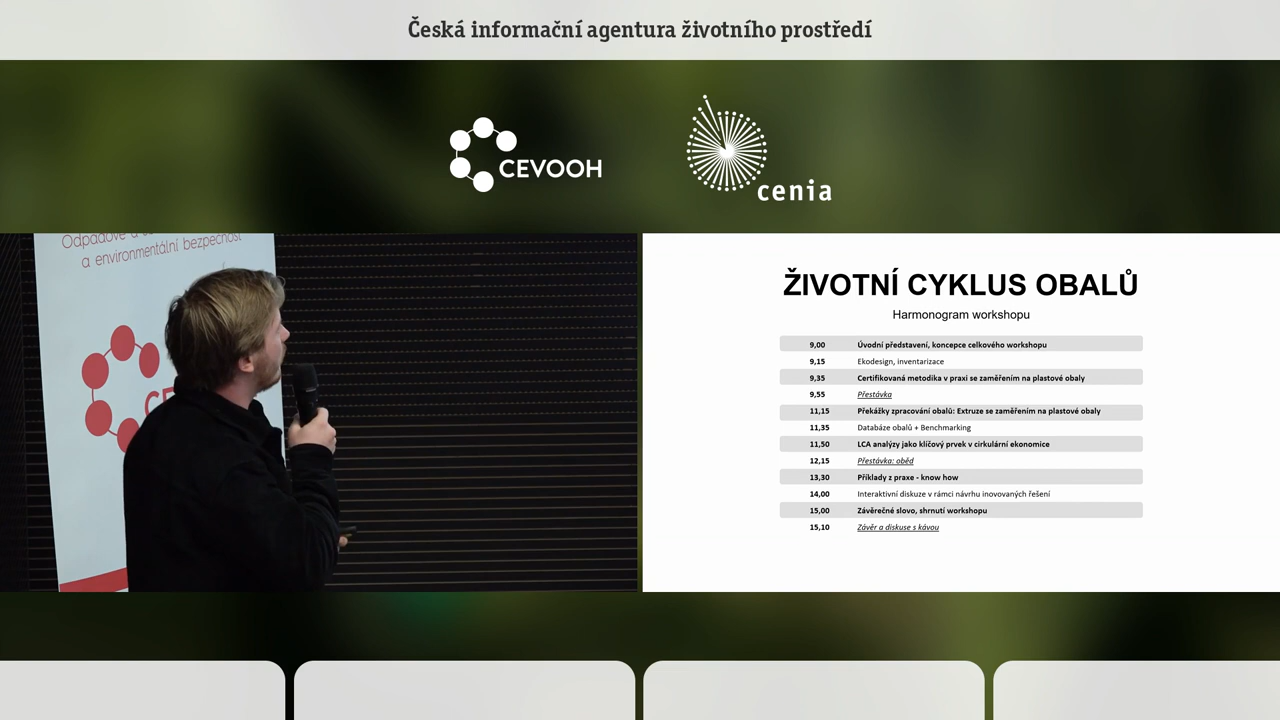 Česká informační agentura životního prostředí
CEVOOH
cenia
a environmentální bezpečnost
ŽIVOTNÍ CYKLUS OBALŮ
Harmonogram workshopu
9,00 Úvodní představení, koncepce celkového workshopu
9,15 Ekodesign, inventarizace
9,35 Certifikovaná metodika v praxi se zaměřením na plastové obaly
9,55 Přestávka
11,15 Překážky zpracování obalů: Extruze se zaměřením na plastové obaly
11,35 Databáze obalů + Benchmarking
11,50 LCA analýzy jako klíčový prvek v cirkulární ekonomice
12,15 Přestávka: oběd
13,30 Příklady z praxe - know how
14,00 Interaktivní diskuze v rámci návrhu inovovaných řešení
15,00 Závěrečné slovo, shrnutí workshopu
15,10 Závěr a diskuse s kávou